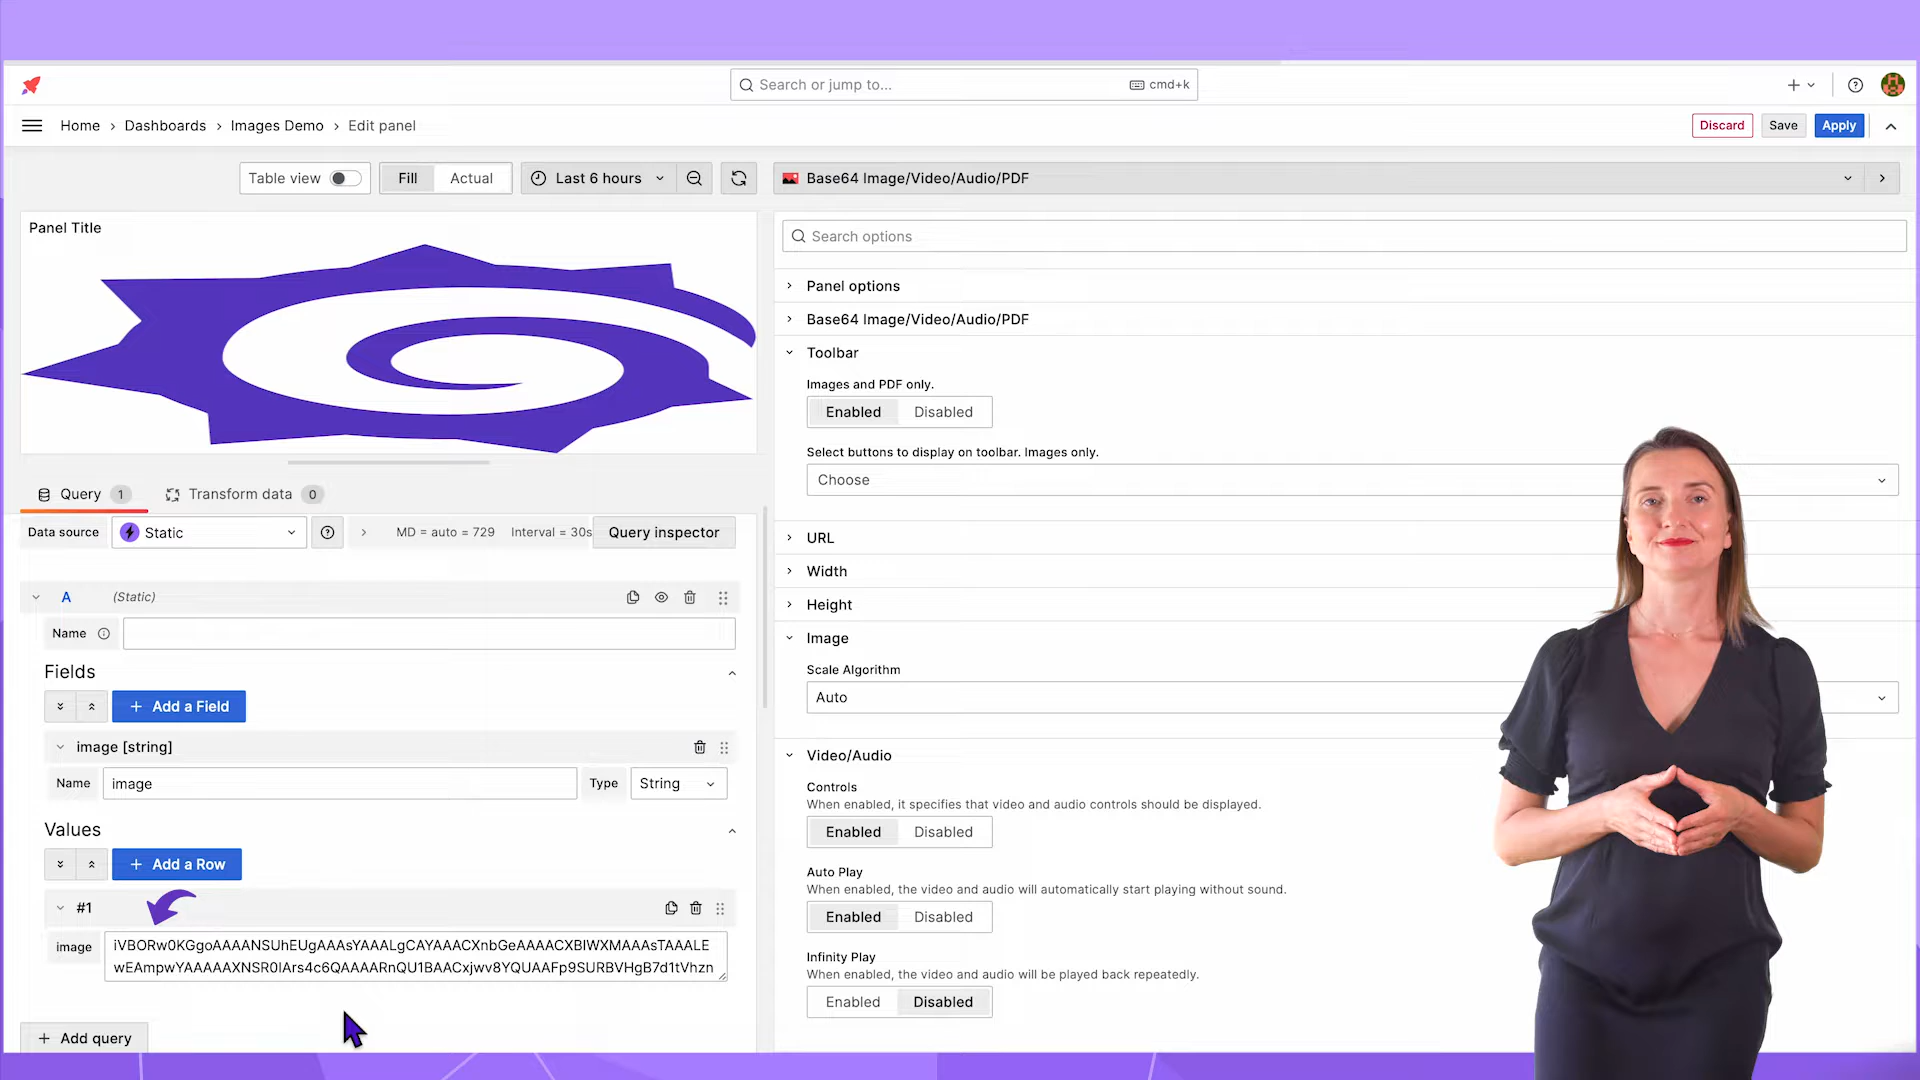 Search or jump to...
cmd+k
Home
Dashboards
Images Demo
Edit panel
Discard
Save
Apply
Table view
Fill
Actual
Last 6 hours
Base64 Image/Video/Audio/PDF
Panel Title
Search options
Panel options
Base64 Image/Video/Audio/PDF
Toolbar
Images and PDF only.
Enabled
Disabled
Select buttons to display on toolbar. Images only.
Choose
URL
Width
Height
Image
Scale Algorithm
Auto
Video/Audio
Controls
When enabled, it specifies that video and audio controls should be displayed.
Enabled
Disabled
Auto Play
When enabled, the video and audio will automatically start playing without sound.
Enabled
Disabled
Infinity Play
When enabled, the video and audio will be played back repeatedly.
Enabled
Disabled
Query 1
Transform data 0
Data source
Static
MD = auto = 729
Interval = 30s
Query inspector
A
(Static)
Name
Fields
+ Add a Field
image [string]
Name
image
Type
String
Values
+ Add a Row
#1
image
iVBORw0KGgoAAAANSUhEUgAAAsYAAALgCAYAAACXnbGeAAAACXBIWXMAAAsTAAALE
wEAmpwYAAAAAXNSR0IArs4c6QAAAARnQU1BAACxjwv8YQUAAFp9SURBVHgB7d1tVhzn
+ Add query